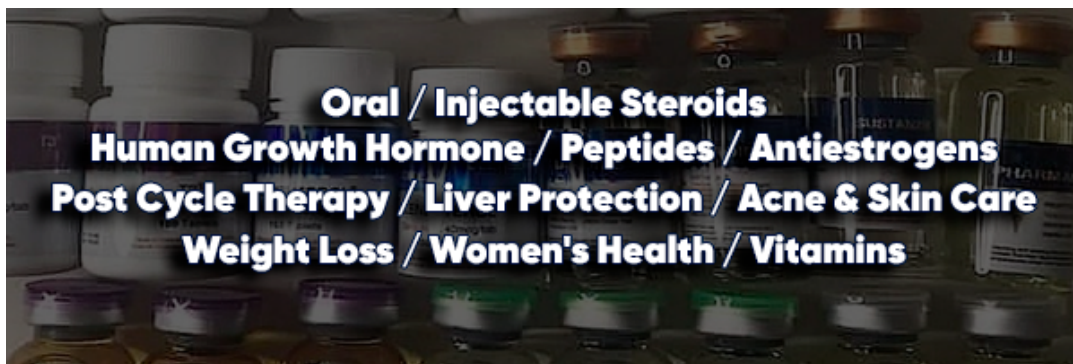 Oral / Injectable Steroids
Human Growth Hormone / Peptides / Antiestrogens
Post Cycle Therapy / Liver Protection / Acne & Skin Care
Weight Loss / Women's Health / Vitamins